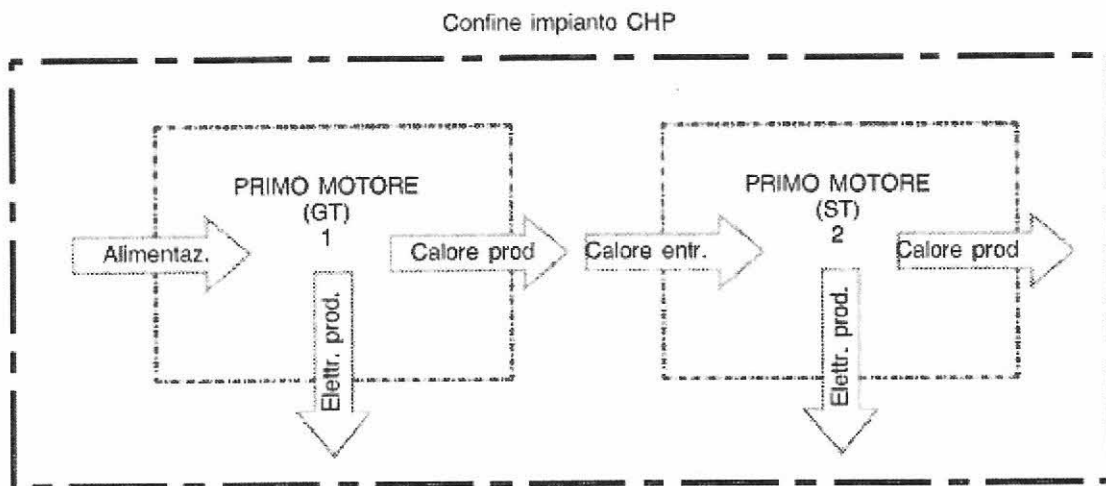 Confine impianto CHP
PRIMO MOTORE
(GT)
1
Alimentaz.
Calore prod
Elettr. prod.
PRIMO MOTORE
(ST)
2
Calore entr.
Calore prod
Elettr. prod.